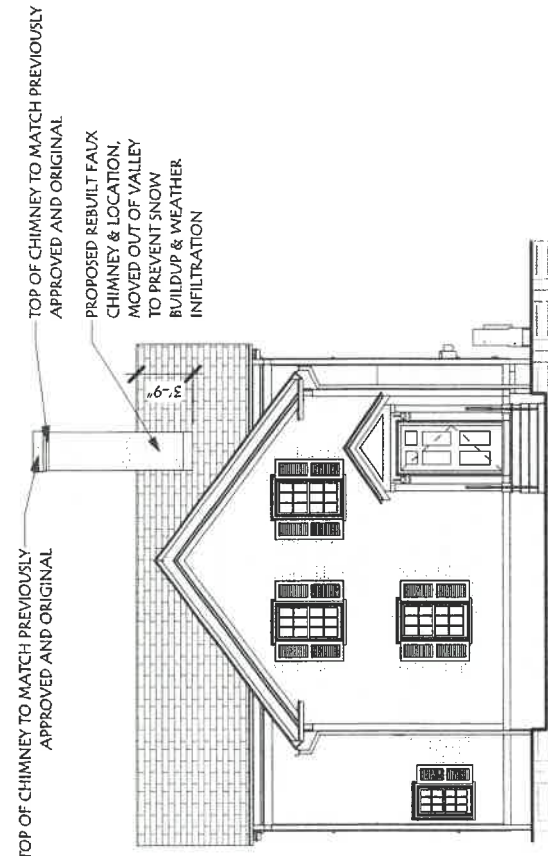 TOP OF CHIMNEY TO MATCH PREVIOUSLY
APPROVED AND ORIGINAL
TOP OF CHIMNEY TO MATCH PREVIOUSLY
APPROVED AND ORIGINAL
PROPOSED REBUILT FAUX
CHIMNEY & LOCATION,
MOVED OUT OF VALLEY
TO PREVENT SNOW
BUILDUP & WEATHER
INFILTRATION
3'-9"